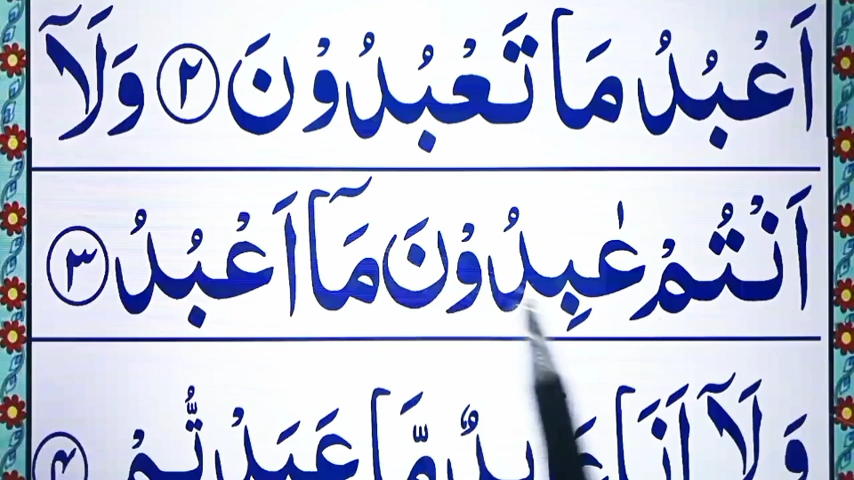 اَعْبُدُ مَا تَعْبُدُوْنَ ۝٢ وَلَآ
اَنْتُمْ عٰبِدُوْنَ مَآ اَعْبُدُ ۝٣
وَلَآ اَنَا عَابِدٌ مَّا عَبَدْتُّمْ ۝٤